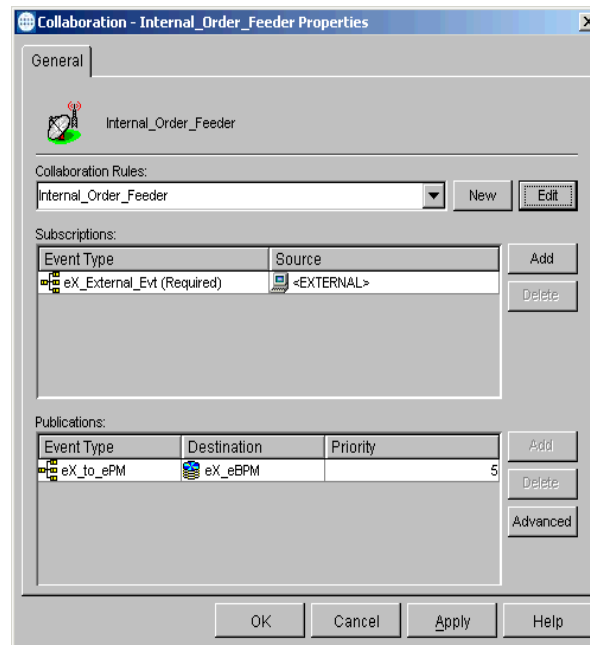 Collaboration - Internal_Order_Feeder Properties
General
Internal_Order_Feeder
Collaboration Rules:
Internal_Order_Feeder New Edit
Subscriptions:
Event Type Source Add
eX_External_Evt (Required) <EXTERNAL> Delete
Publications:
Event Type Destination Priority Add
eX_to_ePM eX_eBPM 5 Delete
Advanced
OK Cancel Apply Help